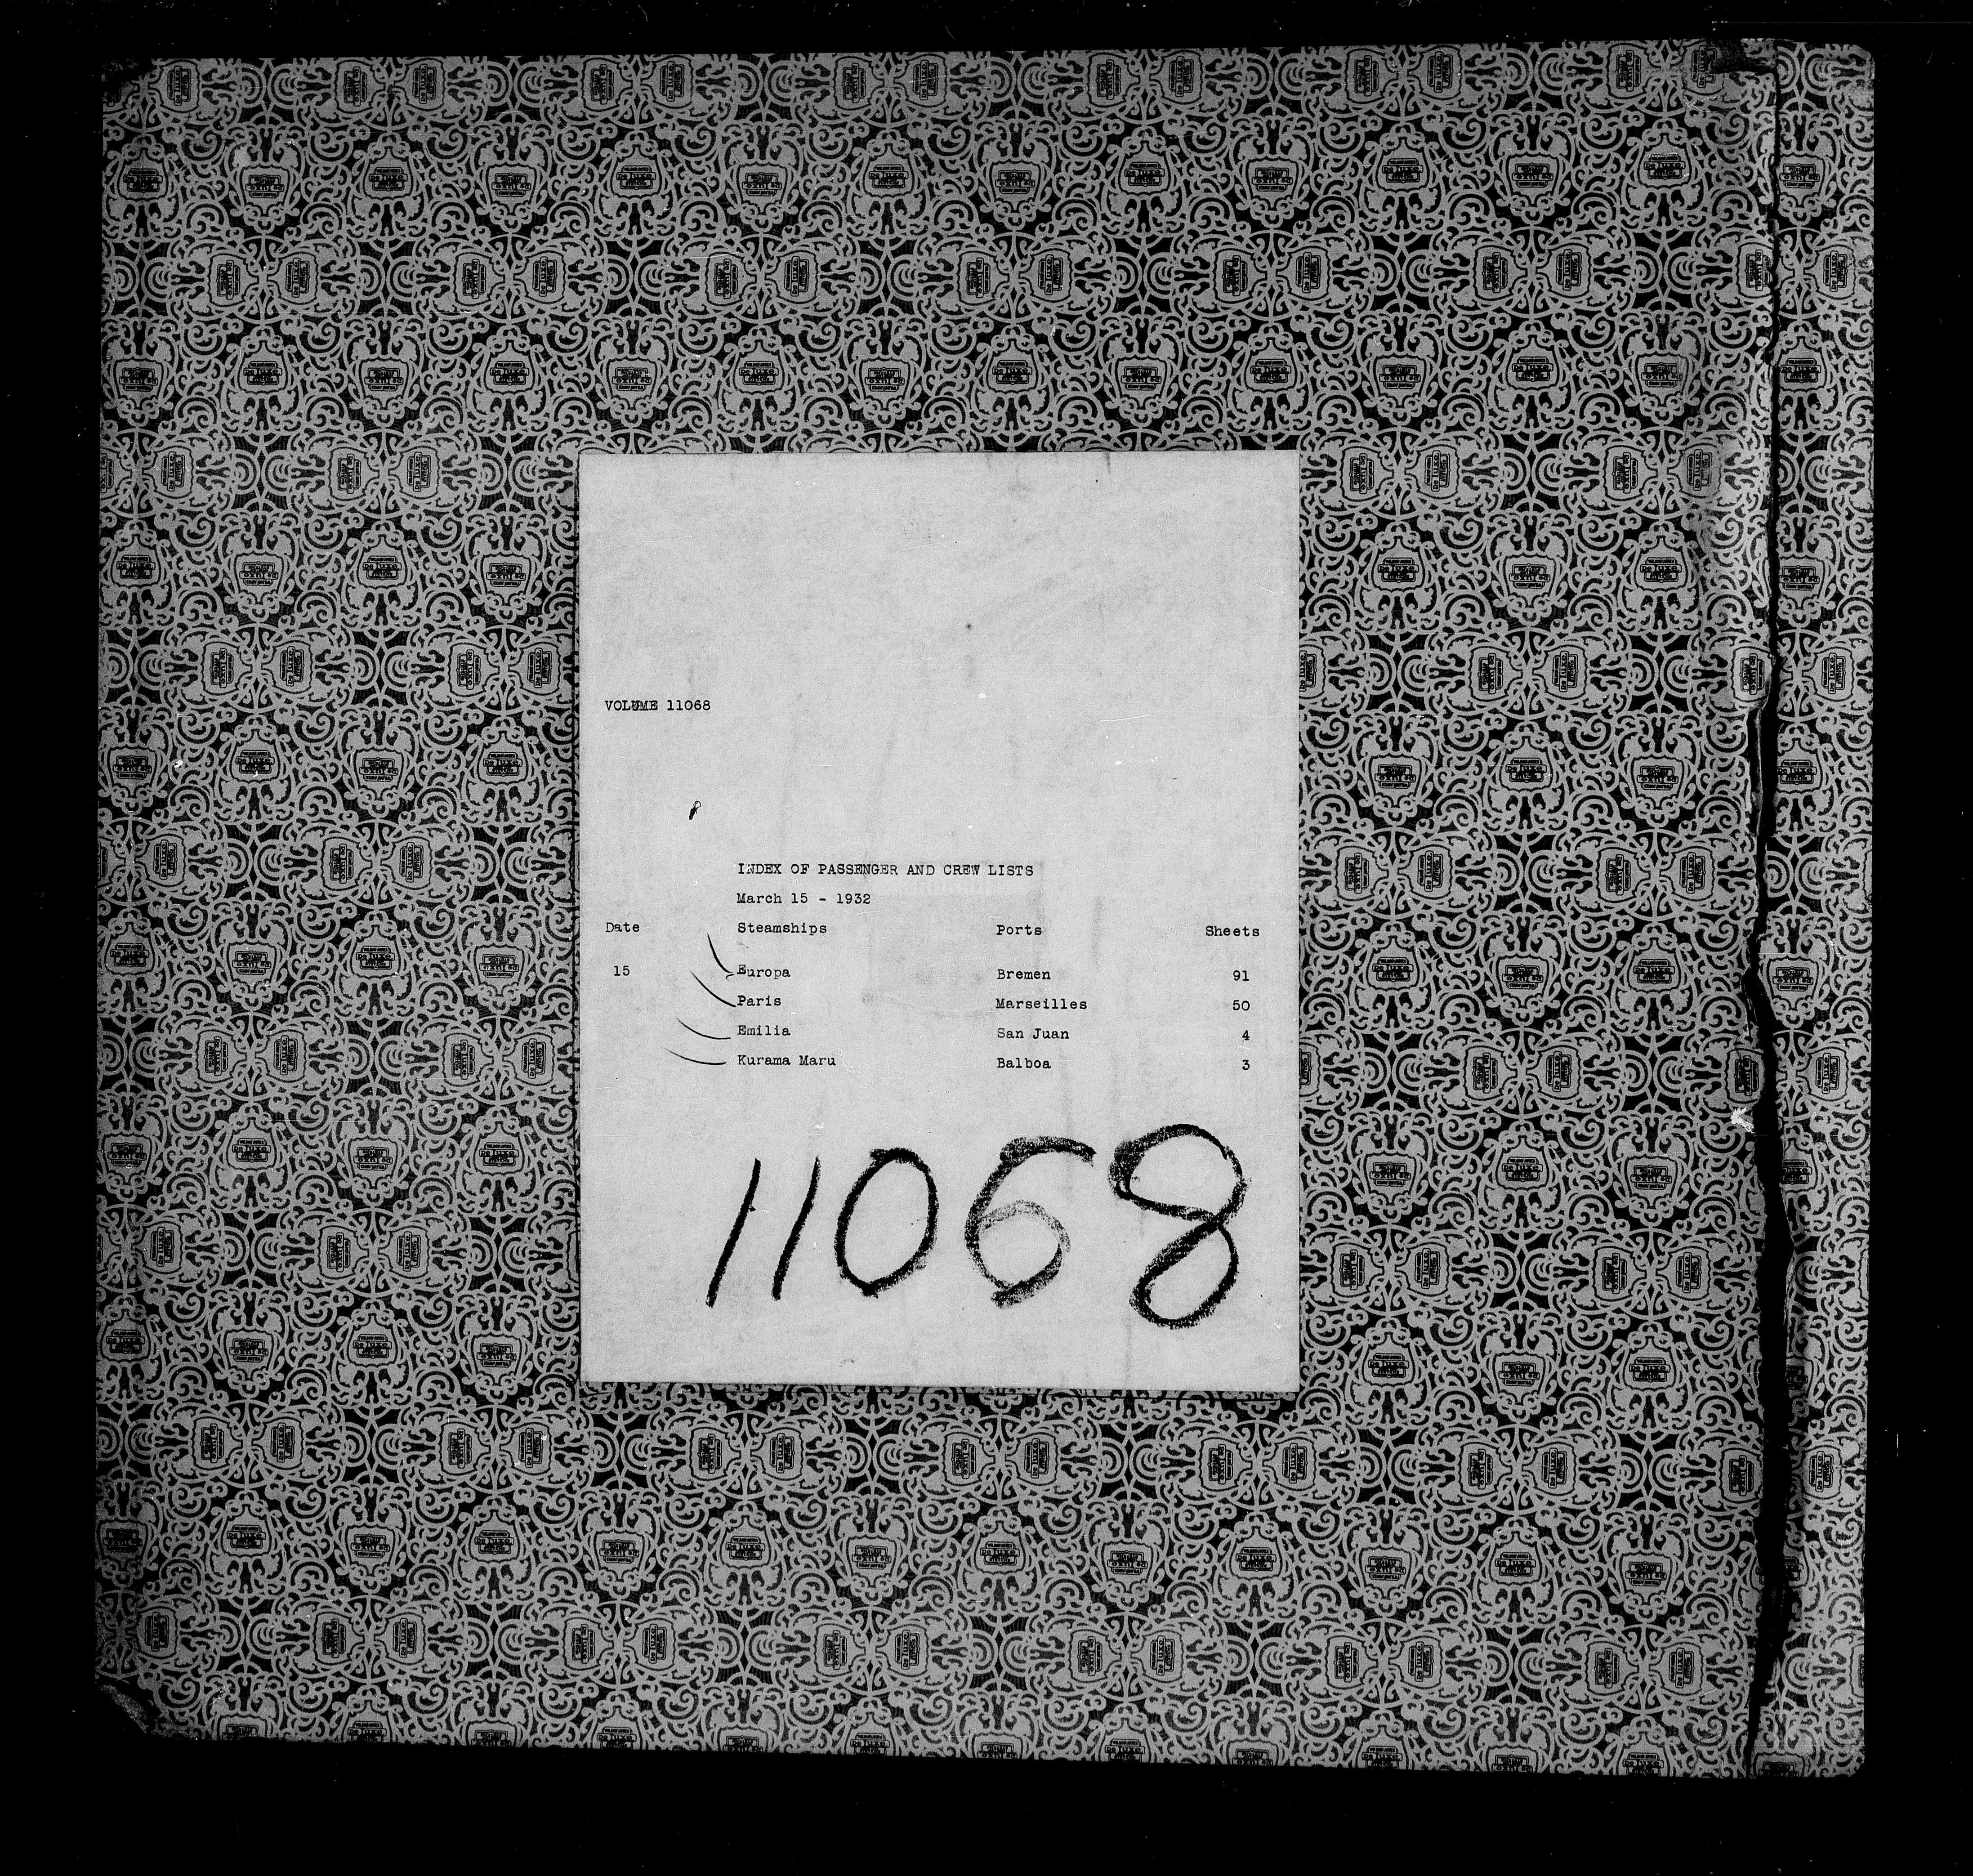 VOLUME 11068
INDEX OF PASSENGER AND CREW LISTS
March 15 - 1932
Date Steamships Ports Sheets
15 Europa Bremen 91
Paris Marseilles 50
Emilia San Juan 4
Kurama Maru Balboa 3
11068